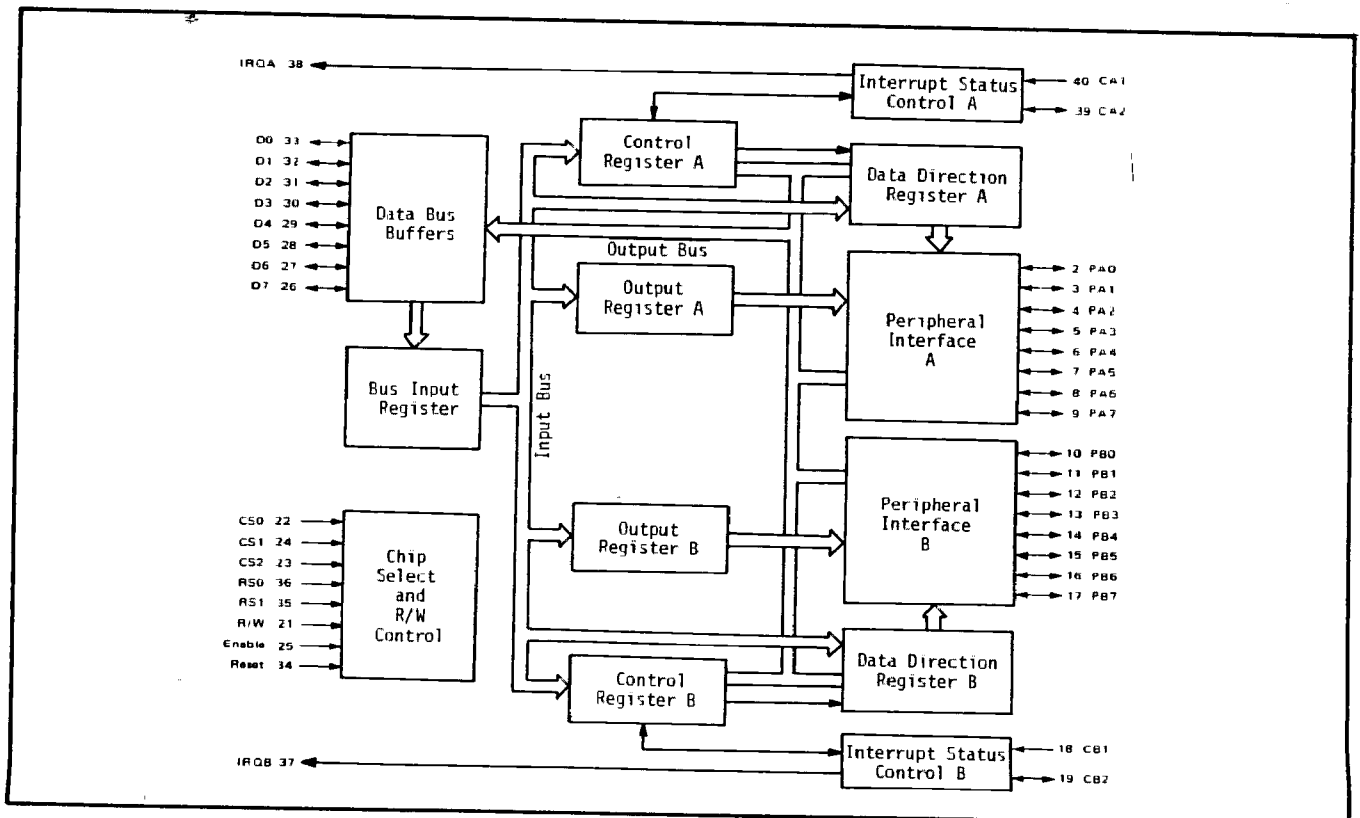 IRQA 38
Interrupt Status
Control A
40 CA1
39 CA2
D0 33
D1 32
D2 31
D3 30
D4 29
D5 28
D6 27
D7 26
Data Bus
Buffers
Control
Register A
Data Direction
Register A
Output Bus
Output
Register A
Peripheral
Interface
A
2 PA0
3 PA1
4 PA2
5 PA3
6 PA4
7 PA5
8 PA6
9 PA7
Bus Input
Register
Input Bus
Peripheral
Interface
B
10 PB0
11 PB1
12 PB2
13 PB3
14 PB4
15 PB5
16 PB6
17 PB7
CS0 22
CS1 24
CS2 23
RS0 36
RS1 35
R/W 21
Enable 25
Reset 34
Chip
Select
and
R/W
Control
Output
Register B
Control
Register B
Data Direction
Register B
IRQB 37
Interrupt Status
Control B
18 CB1
19 CB2